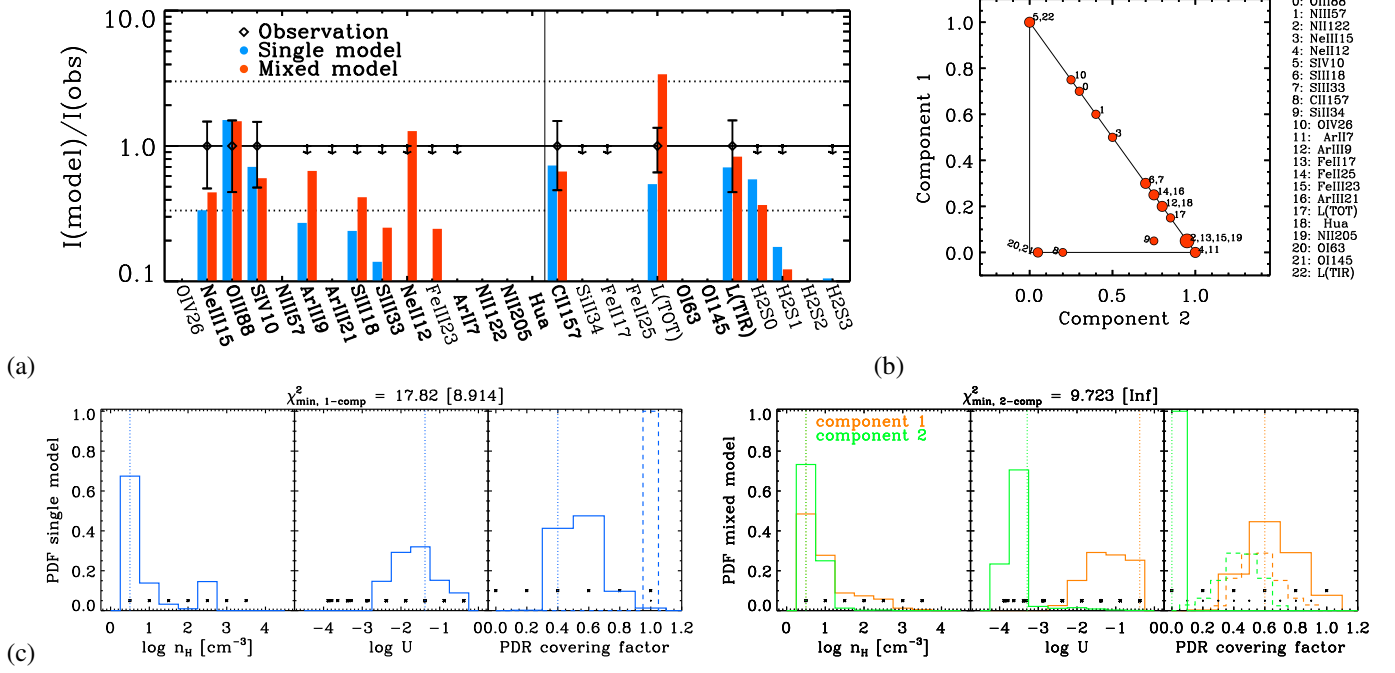 10.0
1.0
0.1
I(model)/I(obs)
Observation
Single model
Mixed model
OIV26
NeIII15
OIII88
SIV10
NIII57
ArIII9
ArIII21
SIII18
SIII33
NeII12
FeIII23
ArII7
NII122
NII205
Hua
CII157
SiII34
FeII17
FeII25
L(TOT)
OI63
OI145
L(TIR)
H2S0
H2S1
H2S2
H2S3
(a)
1.0
0.8
0.6
0.4
0.2
0.0
Component 1
5,22
10
0
1
3
6,7
14,16
12,18
17
2,13,15,19
9
4,11
20,21
8
0.0 0.5 1.0
Component 2
0: OIII88
1: NIII57
2: NII122
3: NeIII15
4: NeII12
5: SIV10
6: SIII18
7: SIII33
8: CII157
9: SiII34
10: OIV26
11: ArII7
12: ArIII9
13: FeII17
14: FeII25
15: FeIII23
16: ArIII21
17: L(TOT)
18: Hua
19: NII205
20: OI63
21: OI145
22: L(TIR)
(b)
χ²min, 1-comp = 17.82 [8.914]
PDF single model
1.0
0.8
0.6
0.4
0.2
0.0
0 1 2 3 4
log nH [cm⁻³]
−4 −3 −2 −1 0
log U
0.0 0.2 0.4 0.6 0.8 1.0 1.2
PDR covering factor
(c)
χ²min, 2-comp = 9.723 [Inf]
component 1
component 2
PDF mixed model
1.0
0.8
0.6
0.4
0.2
0.0
0 1 2 3 4
log nH [cm⁻³]
−4 −3 −2 −1 0
log U
0.0 0.2 0.4 0.6 0.8 1.0 1.2
PDR covering factor